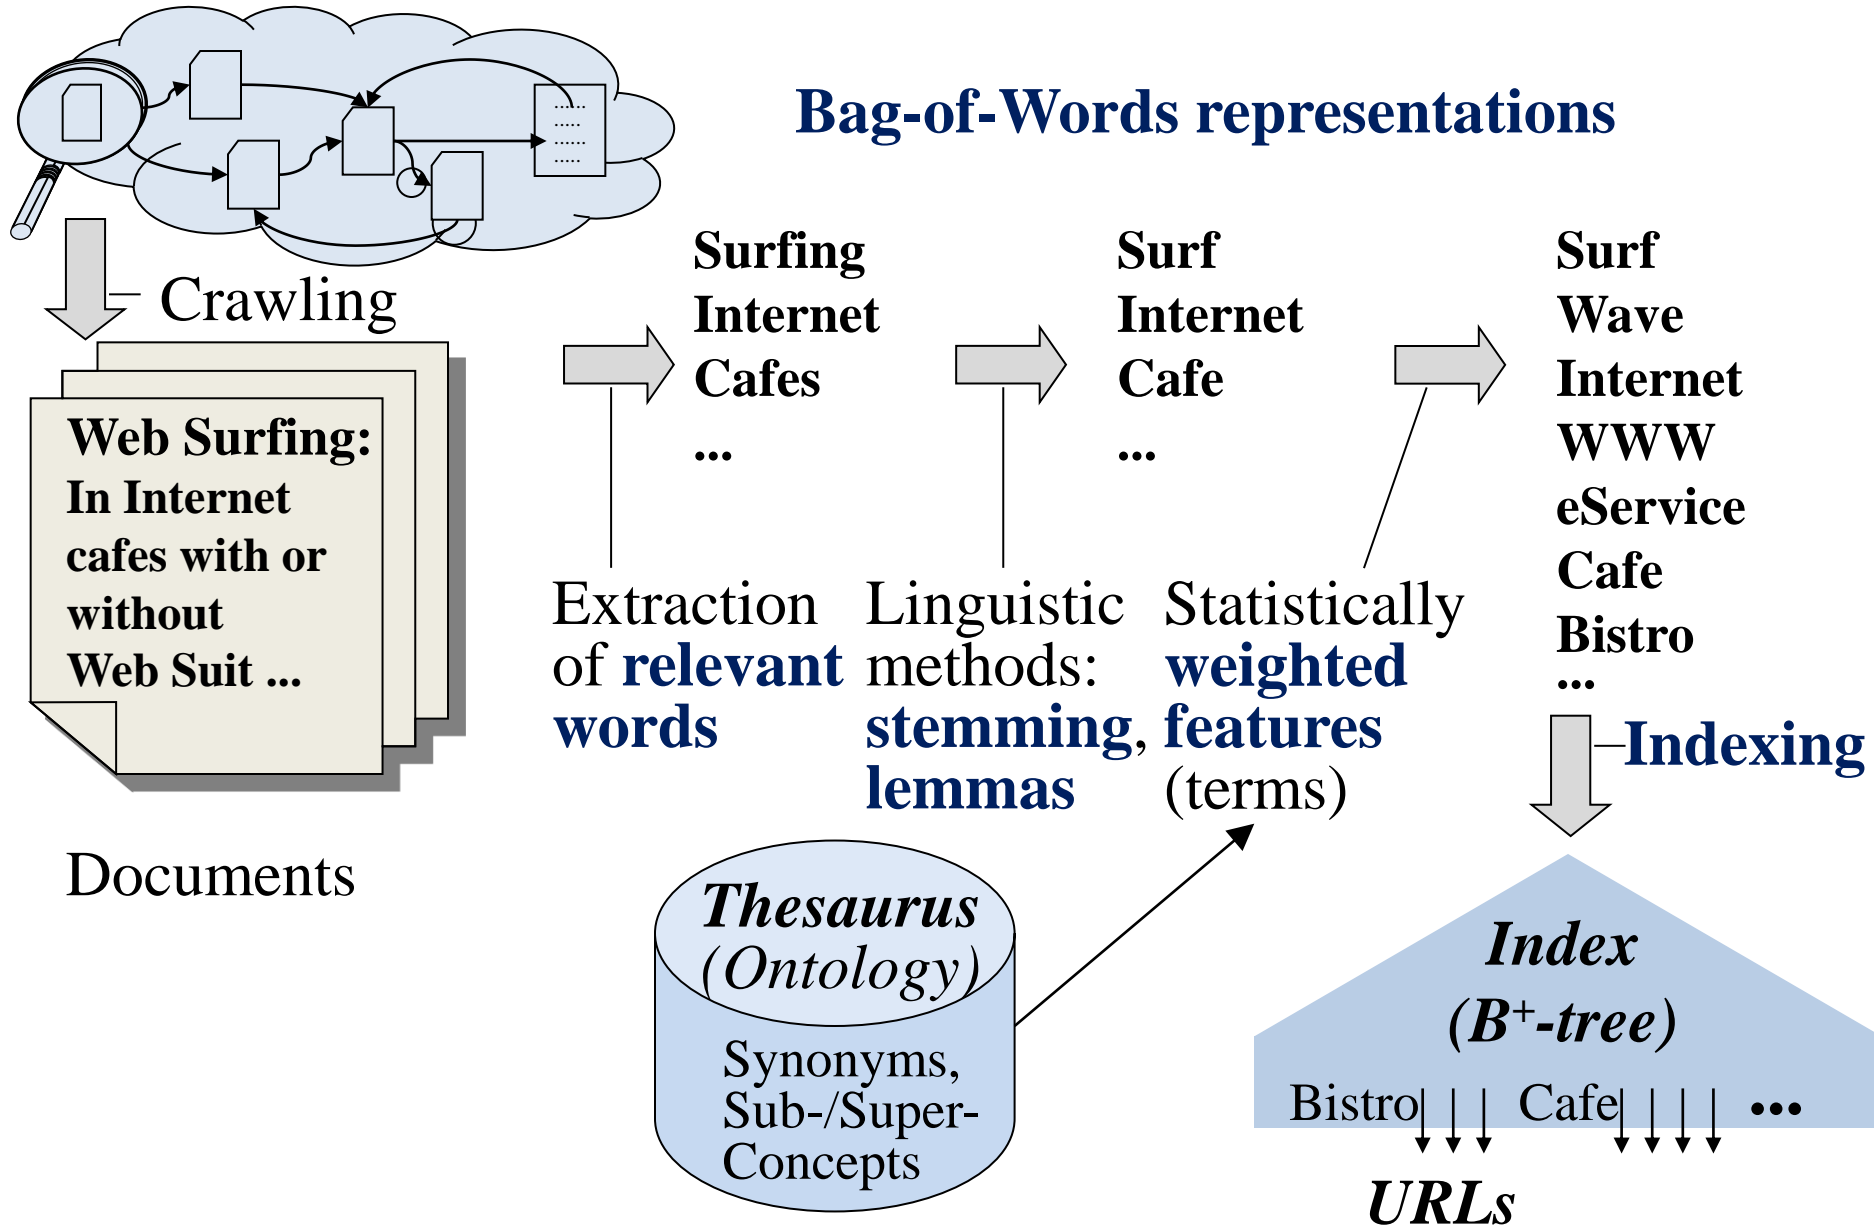 Bag-of-Words representations
Crawling
Web Surfing:
In Internet
cafes with or
without
Web Suit ...
Documents
Surfing
Internet
Cafes
...
Surf
Internet
Cafe
...
Surf
Wave
Internet
WWW
eService
Cafe
Bistro
...
Extraction
of relevant
words
Linguistic
methods:
stemming,
lemmas
Statistically
weighted
features
(terms)
Indexing
Thesaurus
(Ontology)
Synonyms,
Sub-/Super-
Concepts
Index
(B+-tree)
Bistro Cafe ...
URLs